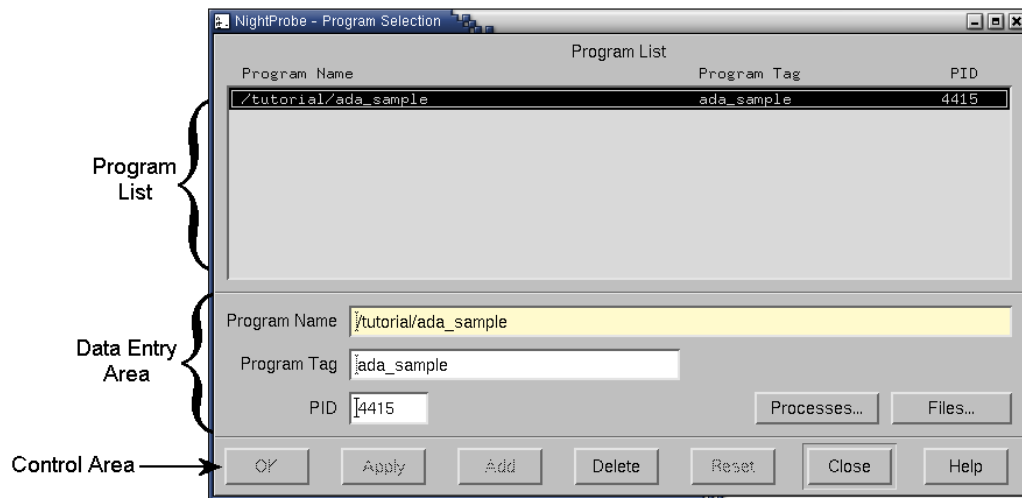 NightProbe - Program Selection
Program List
Program Name Program Tag PID
/tutorial/ada_sample ada_sample 4415
Program
List
Program Name /tutorial/ada_sample
Data Entry
Area
Program Tag ada_sample
PID 4415 Processes... Files...
Control Area OK Apply Add Delete Reset Close Help